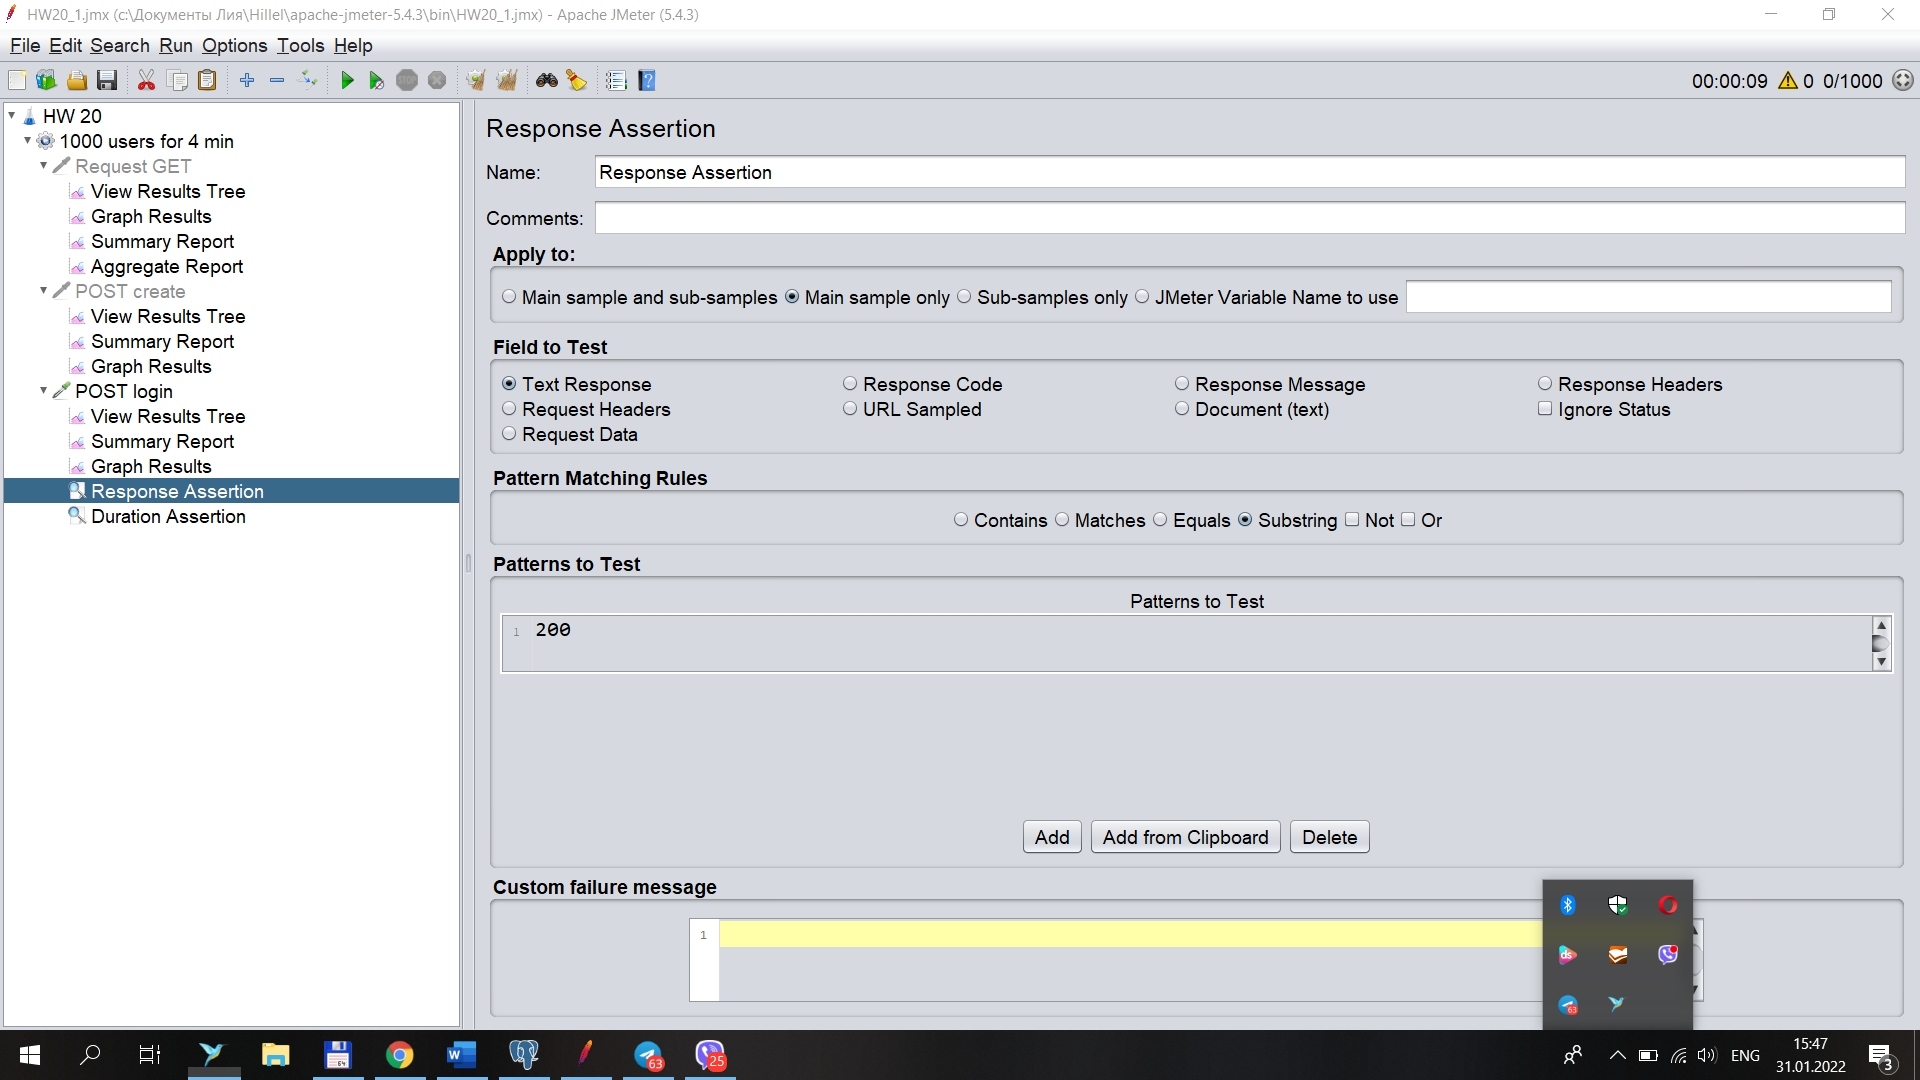 HW20_1.jmx (c:\Документы Лия\Hillel\apache-jmeter-5.4.3\bin\HW20_1.jmx) - Apache JMeter (5.4.3)
File Edit Search Run Options Tools Help
00:00:09 0 0/1000
HW 20
1000 users for 4 min
Request GET
View Results Tree
Graph Results
Summary Report
Aggregate Report
POST create
View Results Tree
Summary Report
Graph Results
POST login
View Results Tree
Summary Report
Graph Results
Response Assertion
Duration Assertion
Response Assertion
Name: Response Assertion
Comments:
Apply to:
Main sample and sub-samples Main sample only Sub-samples only JMeter Variable Name to use
Field to Test
Text Response Response Code Response Message Response Headers
Request Headers URL Sampled Document (text) Ignore Status
Request Data
Pattern Matching Rules
Contains Matches Equals Substring Not Or
Patterns to Test
Patterns to Test
1 200
Add Add from Clipboard Delete
Custom failure message
1
ds
63
64
W
63
25
ENG
15:47
31.01.2022
3